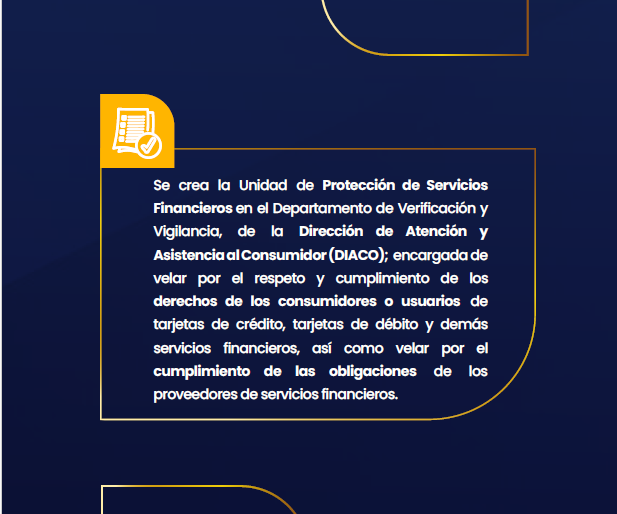 Se crea la Unidad de Protección de Servicios
Financieros en el Departamento de Verificación y
Vigilancia, de la Dirección de Atención y
Asistencia al Consumidor (DIACO); encargada de
velar por el respeto y cumplimiento de los
derechos de los consumidores o usuarios de
tarjetas de crédito, tarjetas de débito y demás
servicios financieros, así como velar por el
cumplimiento de las obligaciones de los
proveedores de servicios financieros.